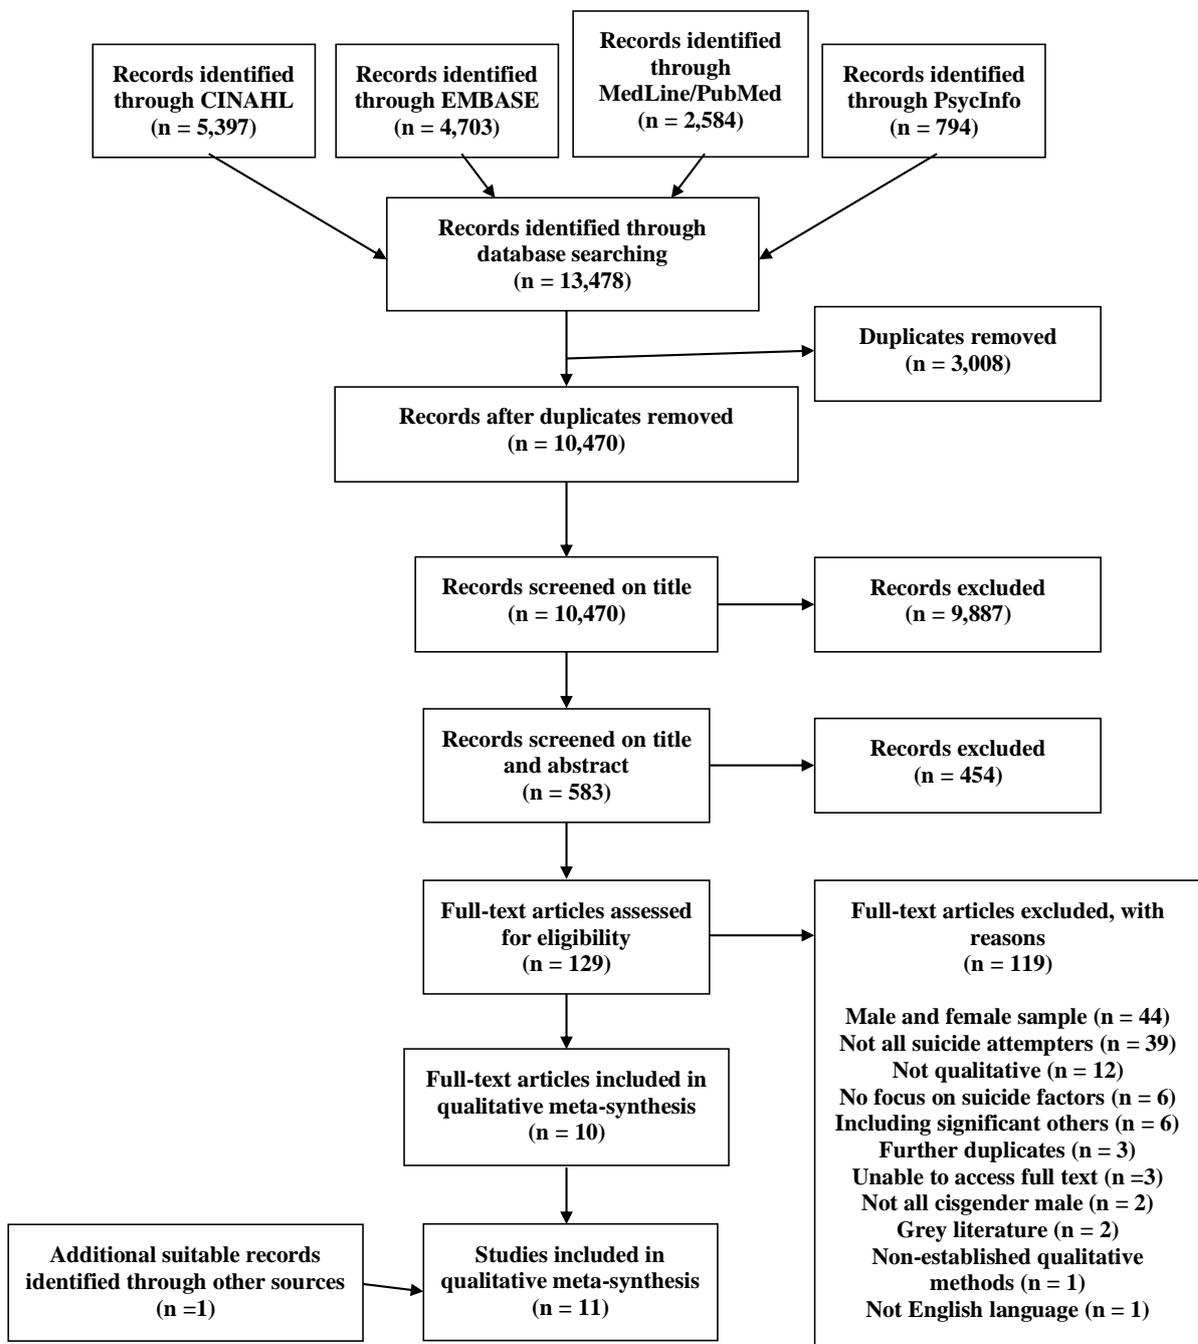 Records identified
through CINAHL
(n = 5,397)
Records identified
through EMBASE
(n = 4,703)
Records identified
through
MedLine/PubMed
(n = 2,584)
Records identified
through PsycInfo
(n = 794)
Records identified through
database searching
(n = 13,478)
Duplicates removed
(n = 3,008)
Records after duplicates removed
(n = 10,470)
Records screened on title
(n = 10,470)
Records excluded
(n = 9,887)
Records screened on title
and abstract
(n = 583)
Records excluded
(n = 454)
Full-text articles assessed
for eligibility
(n = 129)
Full-text articles excluded, with
reasons
(n = 119)
Male and female sample (n = 44)
Not all suicide attempters (n = 39)
Not qualitative (n = 12)
No focus on suicide factors (n = 6)
Including significant others (n = 6)
Further duplicates (n = 3)
Unable to access full text (n =3)
Not all cisgender male (n = 2)
Grey literature (n = 2)
Non-established qualitative
methods (n = 1)
Not English language (n = 1)
Full-text articles included in
qualitative meta-synthesis
(n = 10)
Additional suitable records
identified through other sources
(n =1)
Studies included in
qualitative meta-synthesis
(n = 11)